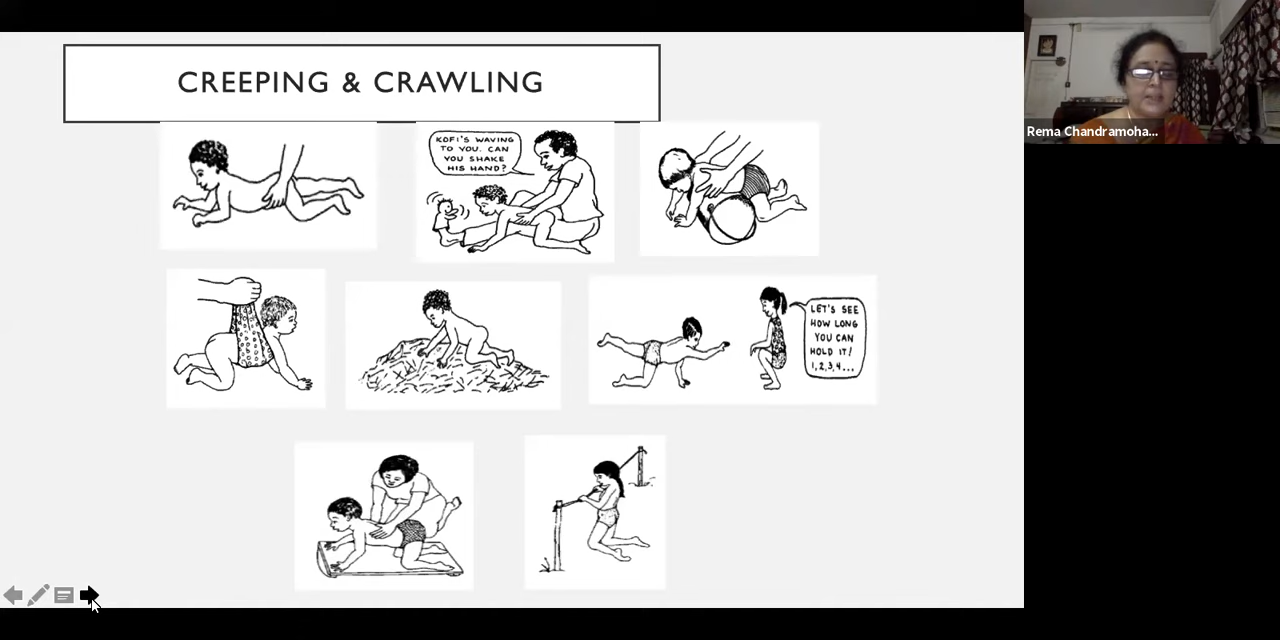 CREEPING & CRAWLING
KOFI'S WAVING
TO YOU. CAN
YOU SHAKE
HIS HAND?
LET'S SEE
HOW LONG
YOU CAN
HOLD IT!
1,2,3,4...
Rema Chandramoha...